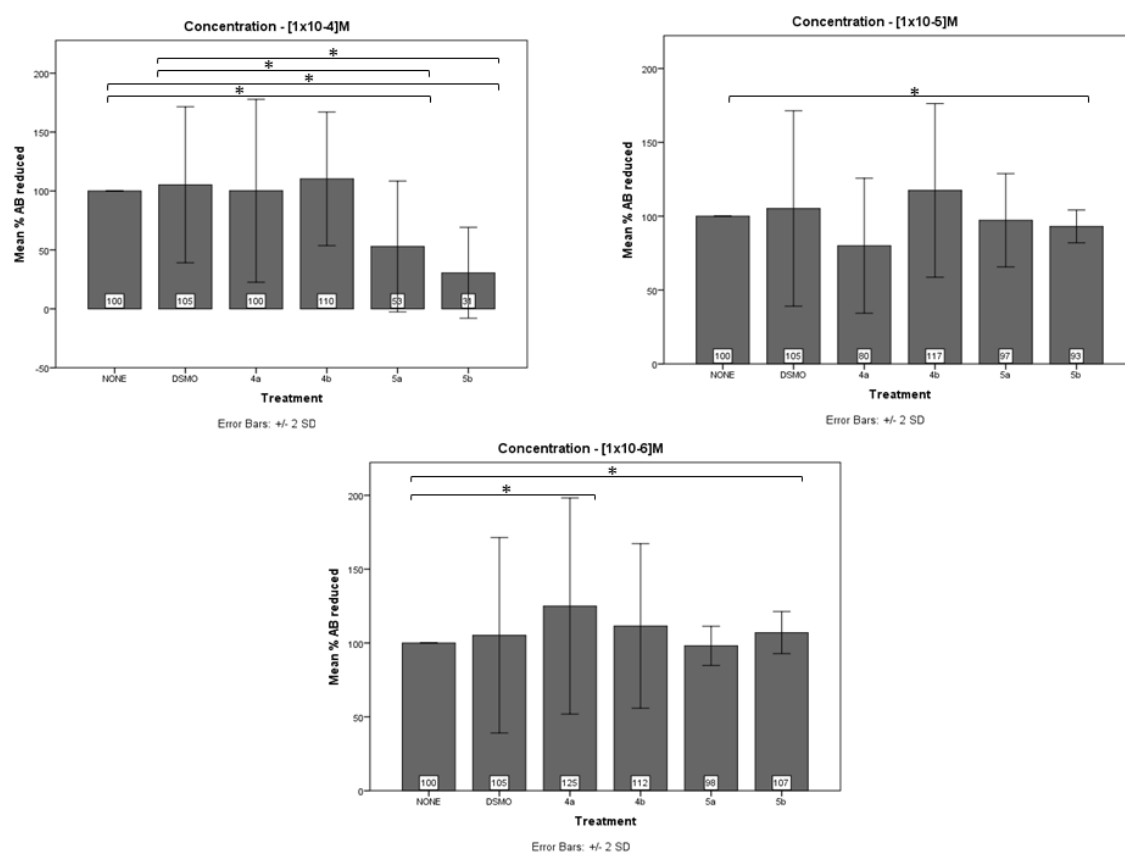 Concentration - [1x10-4]M
*
*
*
*
200
150
100
50
0
-50
Mean % AB reduced
100 105 100 110 53 31
NONE DSMO 4a 4b 5a 5b
Treatment
Error Bars: +/- 2 SD
Concentration - [1x10-5]M
*
200
150
100
50
0
Mean % AB reduced
100 105 80 117 97 93
NONE DSMO 4a 4b 5a 5b
Treatment
Error Bars: +/- 2 SD
Concentration - [1x10-6]M
*
*
200
150
100
50
0
Mean % AB reduced
100 105 125 112 98 107
NONE DSMO 4a 4b 5a 5b
Treatment
Error Bars: +/- 2 SD